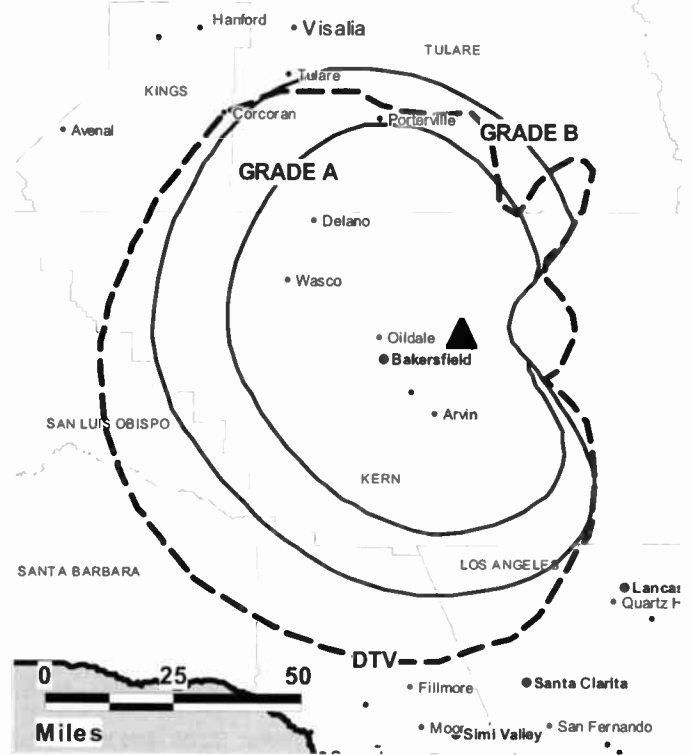 Hanford
Visalia
TULARE
Tulare
KINGS
Corcoran
Porterville
GRADE B
Avenal
GRADE A
Delano
Wasco
Oildale
Bakersfield
Arvin
SAN LUIS OBISPO
KERN
LOS ANGELES
SANTA BARBARA
Lancas
Quartz H
DTV
0 25 50
Santa Clarita
Fillmore
Miles
Moor
Simi Valley
San Fernando